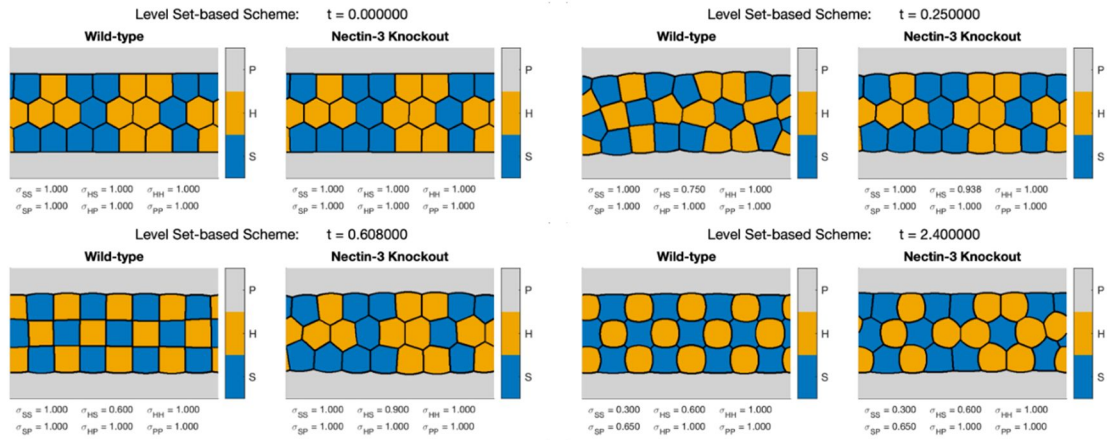 Level Set-based Scheme: t = 0.000000
Wild-type Nectin-3 Knockout
P P
H H
S S
σSS = 1.000 σHS = 1.000 σHH = 1.000 σSS = 1.000 σHS = 1.000 σHH = 1.000
σSP = 1.000 σHP = 1.000 σPP = 1.000 σSP = 1.000 σHP = 1.000 σPP = 1.000
Level Set-based Scheme: t = 0.250000
Wild-type Nectin-3 Knockout
P P
H H
S S
σSS = 1.000 σHS = 0.750 σHH = 1.000 σSS = 1.000 σHS = 0.938 σHH = 1.000
σSP = 1.000 σHP = 1.000 σPP = 1.000 σSP = 1.000 σHP = 1.000 σPP = 1.000
Level Set-based Scheme: t = 0.608000
Wild-type Nectin-3 Knockout
P P
H H
S S
σSS = 1.000 σHS = 0.600 σHH = 1.000 σSS = 1.000 σHS = 0.900 σHH = 1.000
σSP = 1.000 σHP = 1.000 σPP = 1.000 σSP = 1.000 σHP = 1.000 σPP = 1.000
Level Set-based Scheme: t = 2.400000
Wild-type Nectin-3 Knockout
P P
H H
S S
σSS = 0.300 σHS = 0.600 σHH = 1.000 σSS = 0.300 σHS = 0.600 σHH = 1.000
σSP = 0.650 σHP = 1.000 σPP = 1.000 σSP = 0.650 σHP = 1.000 σPP = 1.000